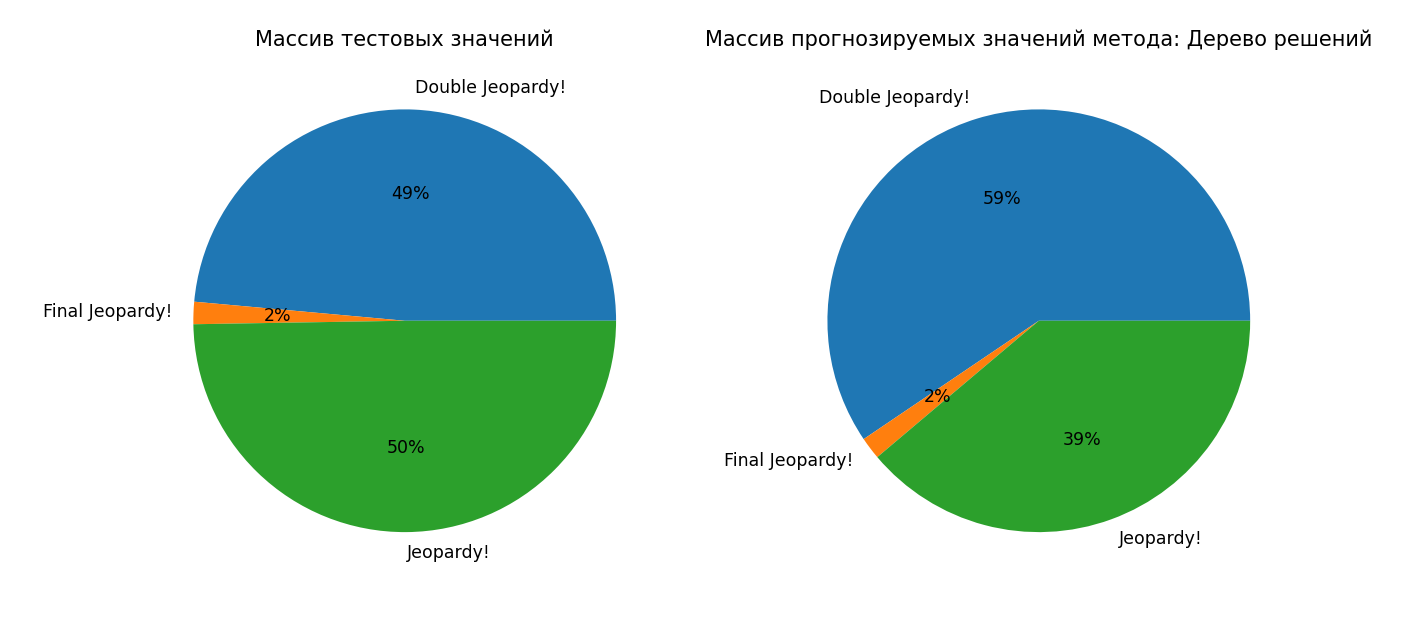 Массив тестовых значений
Double Jeopardy!
49%
Final Jeopardy!
2%
50%
Jeopardy!
Массив прогнозируемых значений метода: Дерево решений
Double Jeopardy!
59%
2%
Final Jeopardy!
39%
Jeopardy!